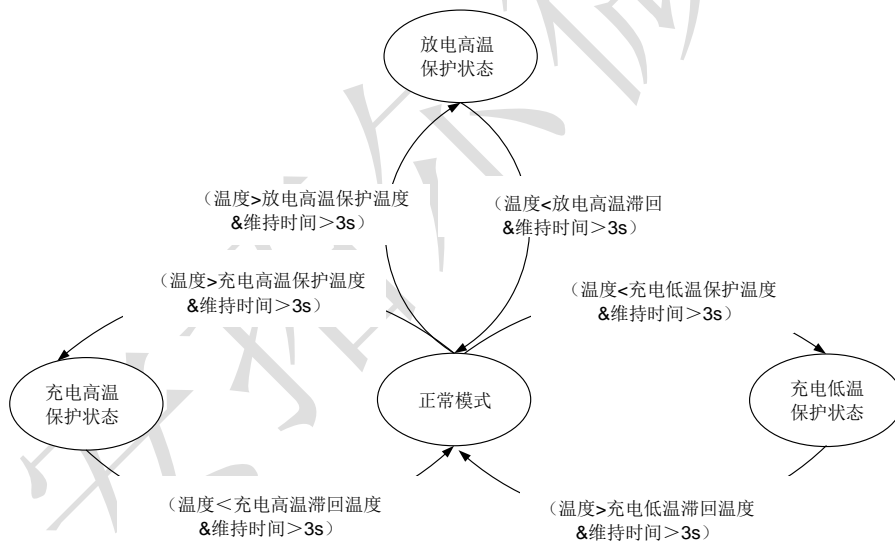 放电高温
保护状态
（温度>放电高温保护温度
&维持时间＞3s）
（温度<放电高温滞回
&维持时间＞3s）
（温度>充电高温保护温度
&维持时间＞3s）
（温度<充电低温保护温度
&维持时间＞3s）
充电高温
保护状态
正常模式
充电低温
保护状态
（温度＜充电高温滞回温度
&维持时间＞3s）
（温度>充电低温滞回温度
&维持时间＞3s）